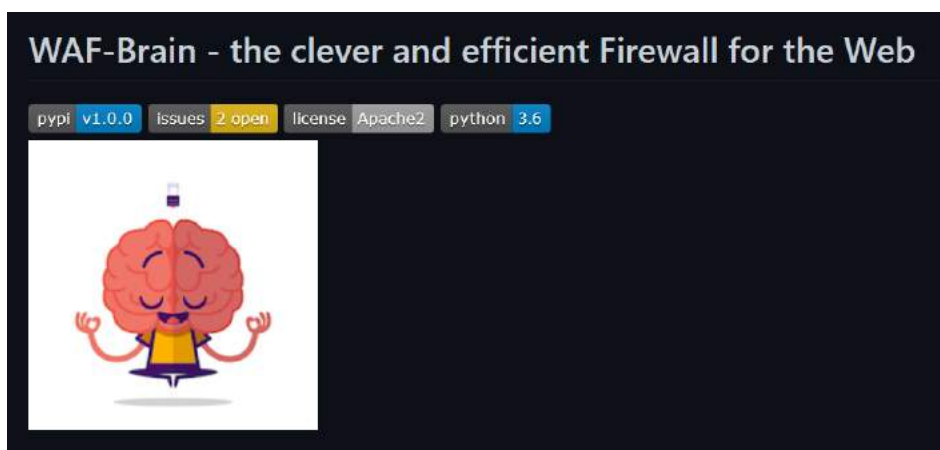 WAF-Brain - the clever and efficient Firewall for the Web
pypi v1.0.0 issues 2 open license Apache2 python 3.6